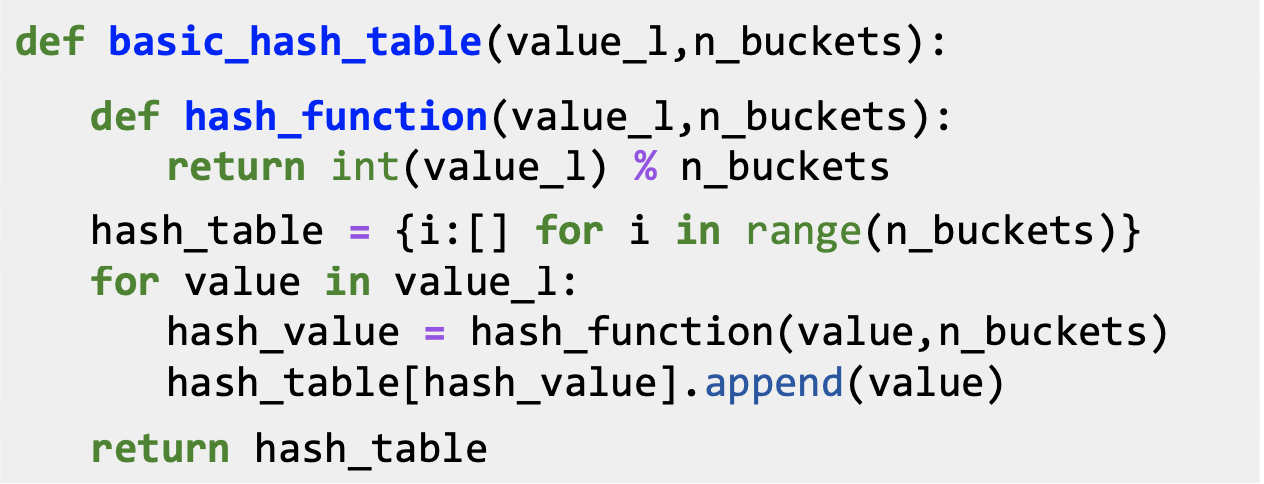 def basic_hash_table(value_l,n_buckets):
def hash_function(value_l,n_buckets):
return int(value_l) % n_buckets
hash_table = {i:[] for i in range(n_buckets)}
for value in value_l:
hash_value = hash_function(value,n_buckets)
hash_table[hash_value].append(value)
return hash_table